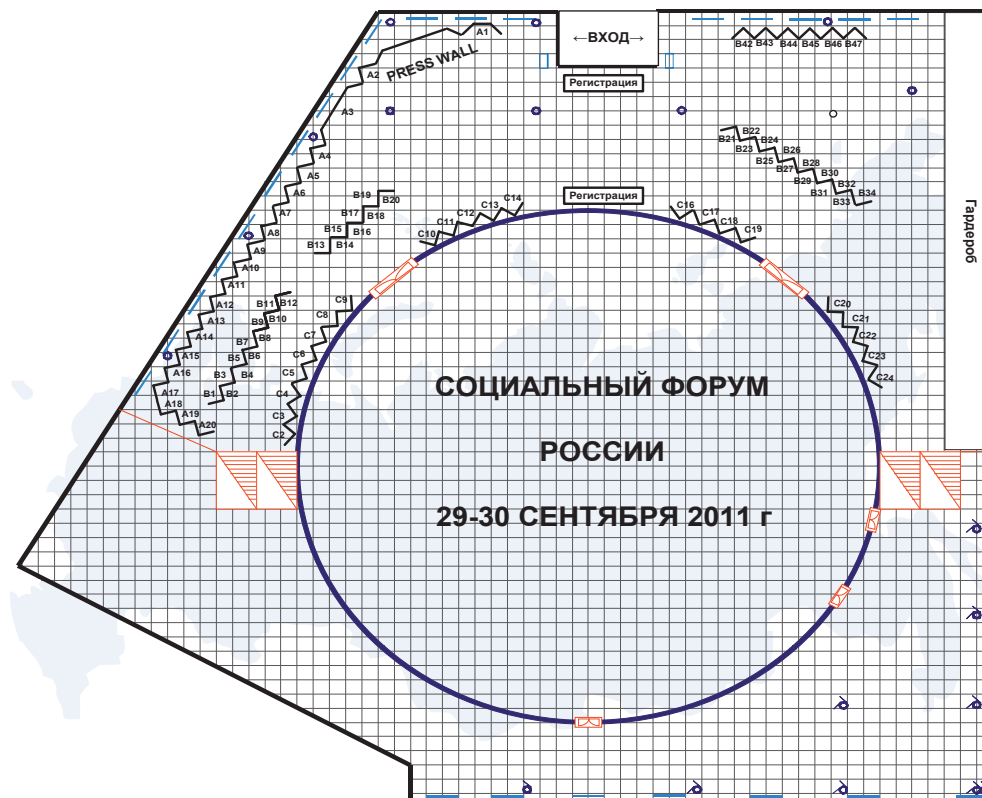 A1
←ВХОД→
B42 B43 B44 B45 B46 B47
PRESS WALL
A2
Регистрация
A3
B21 B22
B23 B24
B25 B26
B27 B28
B29 B30
B31 B32
B33 B34
A4
A5
A6
A7
A8
A9
A10
A11
A12
A13
A14
A15
A16
A17
A18
A19
A20
B19
B20
B17
B18
B15
B16
B13
B14
Регистрация
C10 C11 C12 C13 C14
C16 C17 C18 C19
Гардероб
B11 B12
B9 B10
B7 B8
B5 B6
B3 B4
B1 B2
C9
C8
C7
C6
C5
C4
C3
C2
C20
C21
C22
C23
C24
СОЦИАЛЬНЫЙ ФОРУМ
РОССИИ
29-30 СЕНТЯБРЯ 2011 г